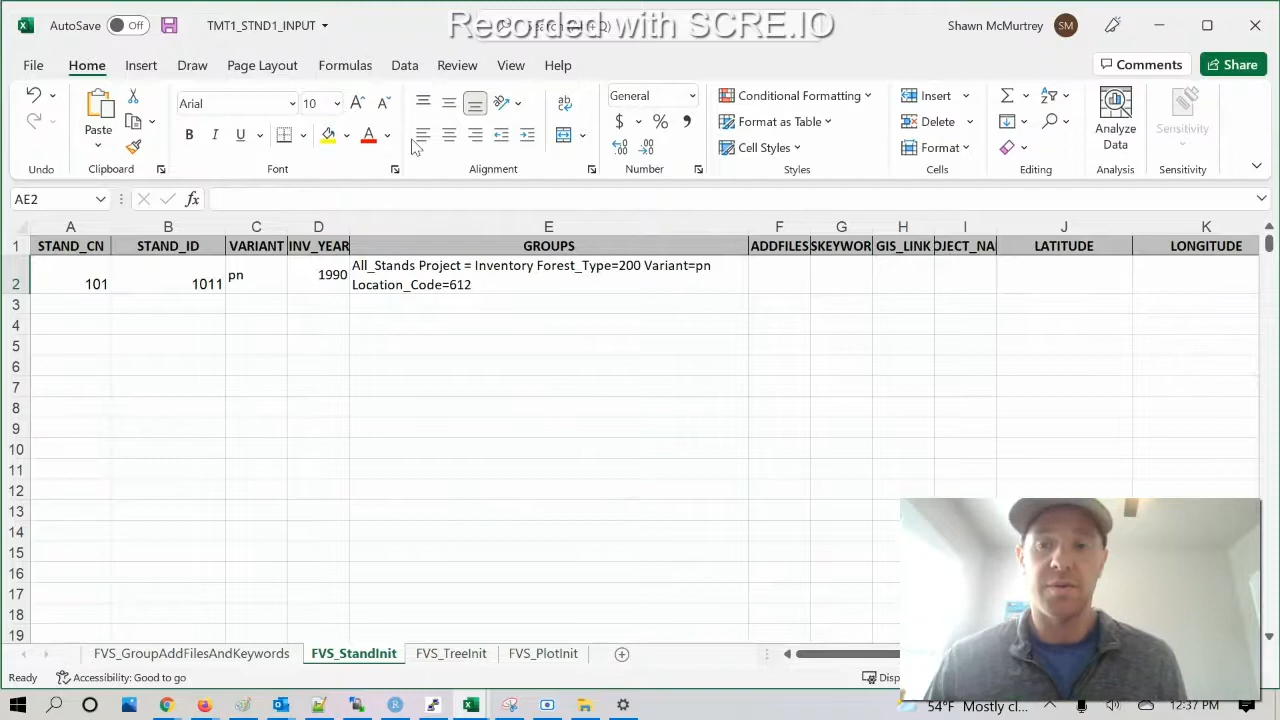 AutoSave Off TMT1_STND1_INPUT Recorded with SCRE.IO Shawn McMurtrey SM
File Home Insert Draw Page Layout Formulas Data Review View Help Comments Share
Arial 10 General Conditional Formatting Insert
Paste B I U $ % Format as Table Delete Analyze Data Sensitivity
Cell Styles Format
Undo Clipboard Font Alignment Number Styles Cells Editing Analysis Sensitivity
AE2 fx
A B C D E F G H I J K
1 STAND_CN STAND_ID VARIANT INV_YEAR GROUPS ADDFILES SKEYWOR GIS_LINK OJECT_NA LATITUDE LONGITUDE
2 101 1011 pn 1990 All_Stands Project = Inventory Forest_Type=200 Variant=pn
Location_Code=612
3
4
5
6
7
8
9
10
11
12
13
14
15
16
17
18
19
FVS_GroupAddFilesAndKeywords FVS_StandInit FVS_TreeInit FVS_PlotInit
Ready Accessibility: Good to go Disp
54°F Mostly cl... 12:37 PM